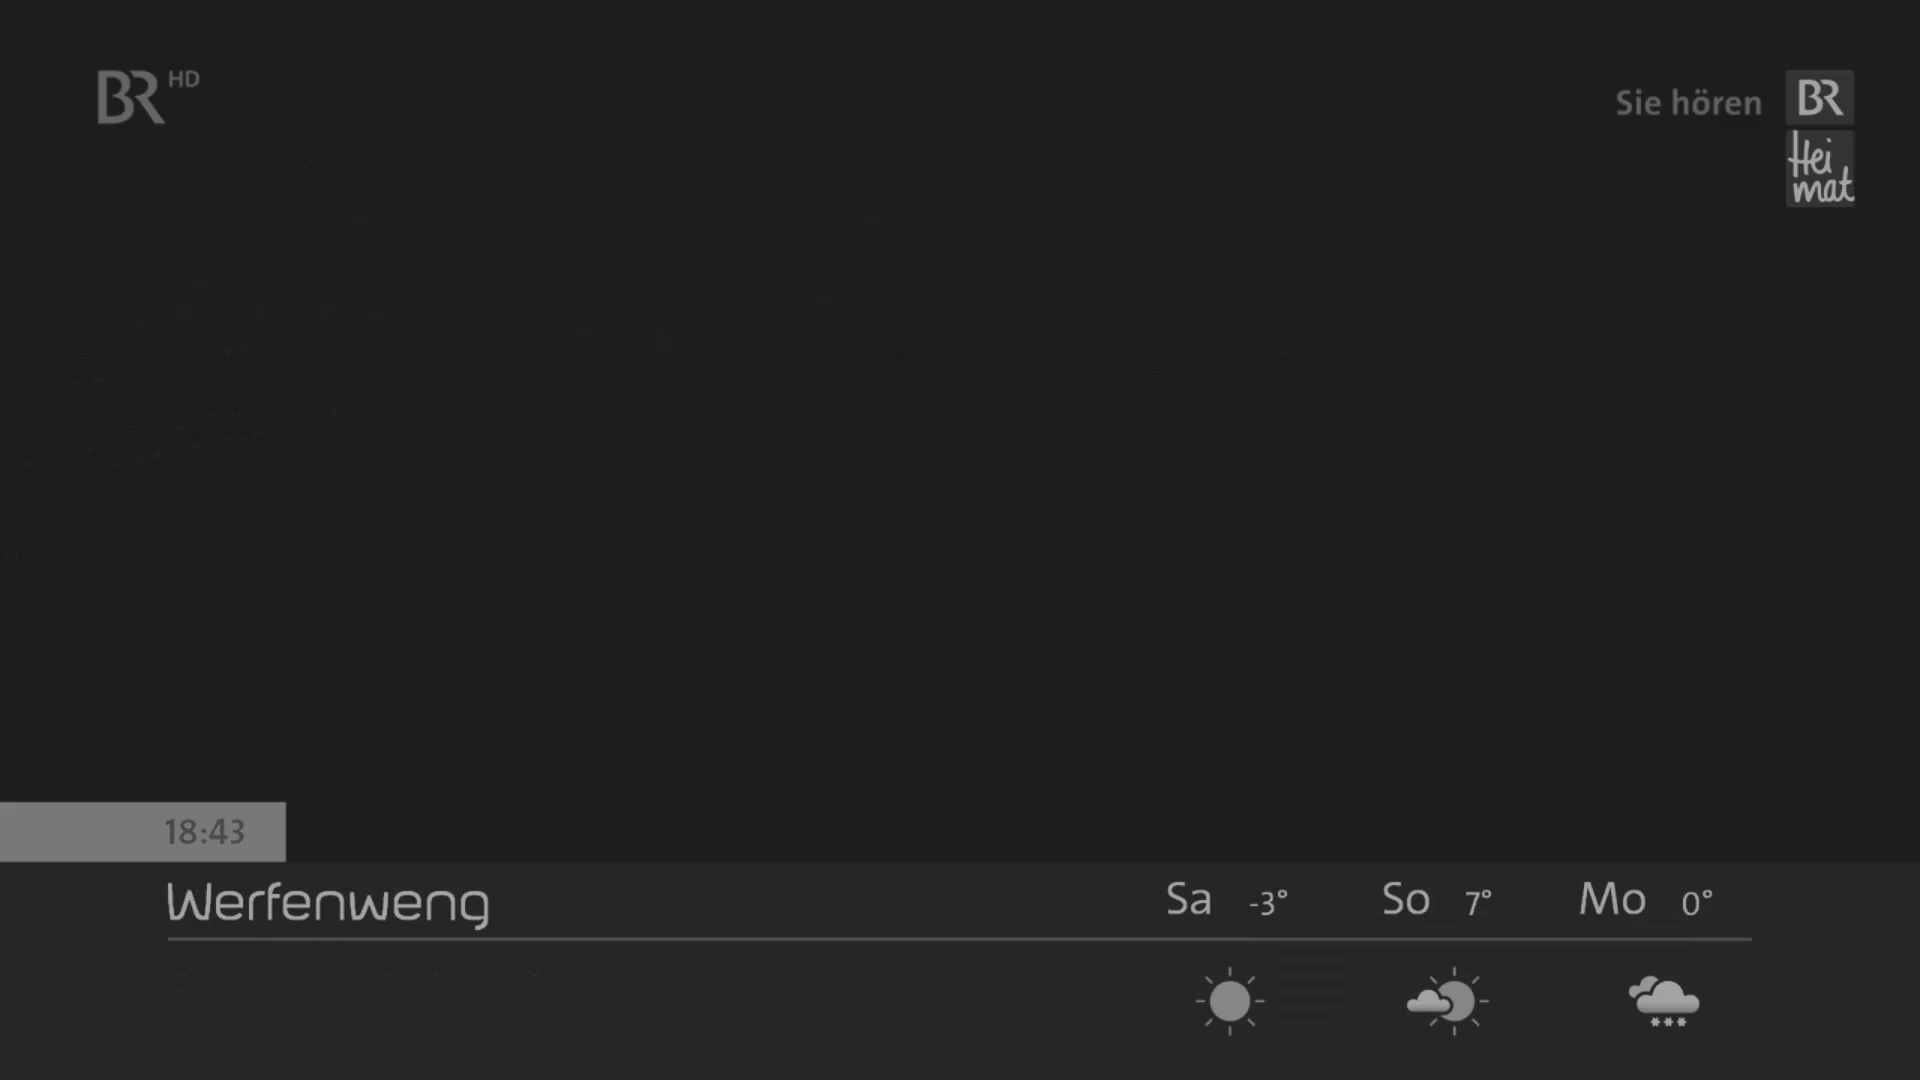 BR HD
Sie hören BR
Hei
mat
18:43
Werfenweng Sa -3° So 7° Mo 0°